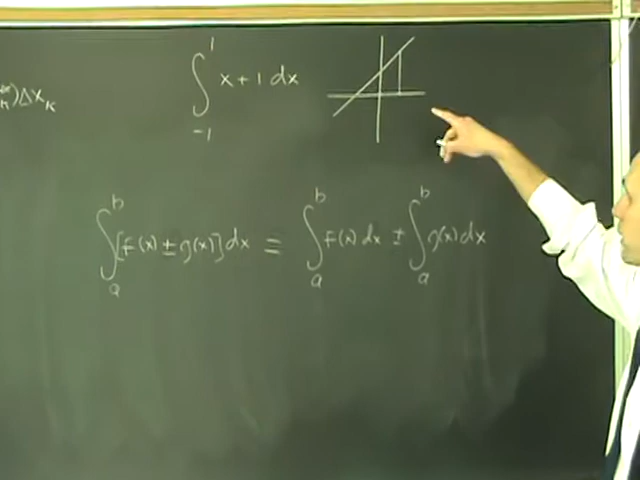 ∫_{-1}^{1} x + 1 dx
)Δx_k
∫_a^b [f(x) ± g(x)] dx = ∫_a^b f(x) dx ± ∫_a^b g(x) dx